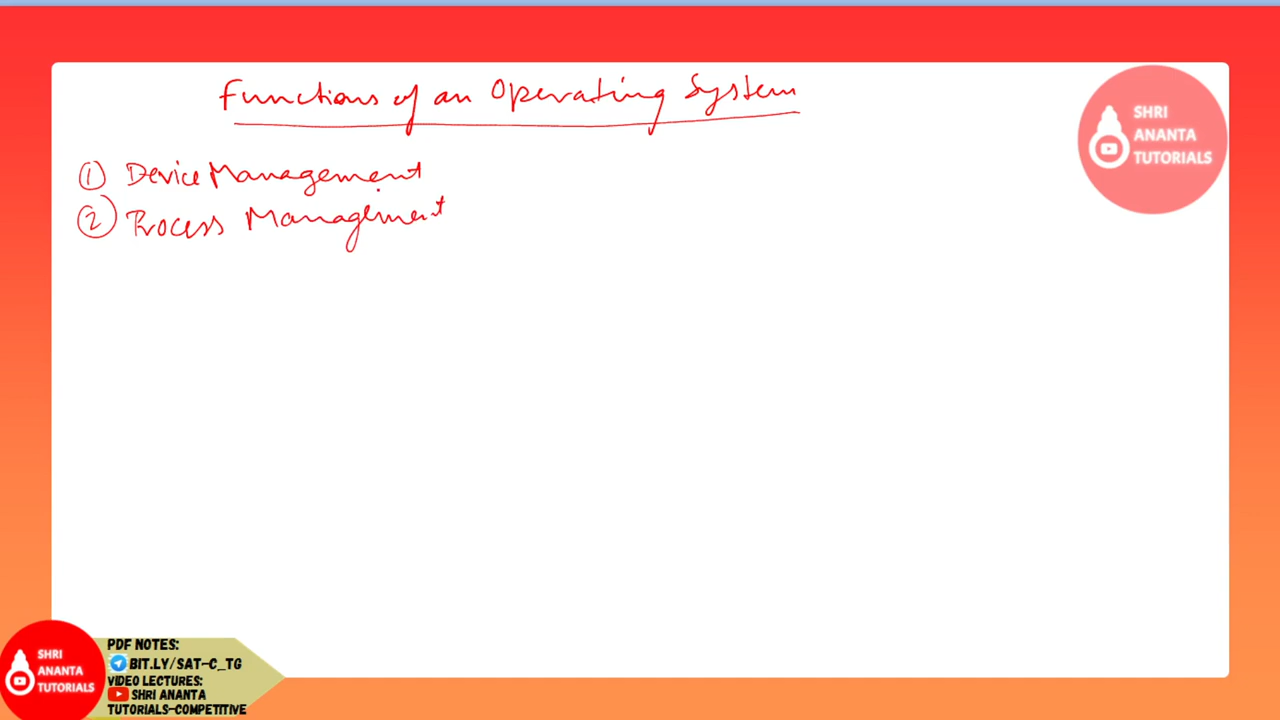 Functions of an Operating System
① Device Management
② Process Management
SHRI
ANANTA
TUTORIALS
SHRI
ANANTA
TUTORIALS
PDF NOTES:
BIT.LY/SAT-C_TG
VIDEO LECTURES:
SHRI ANANTA
TUTORIALS-COMPETITIVE